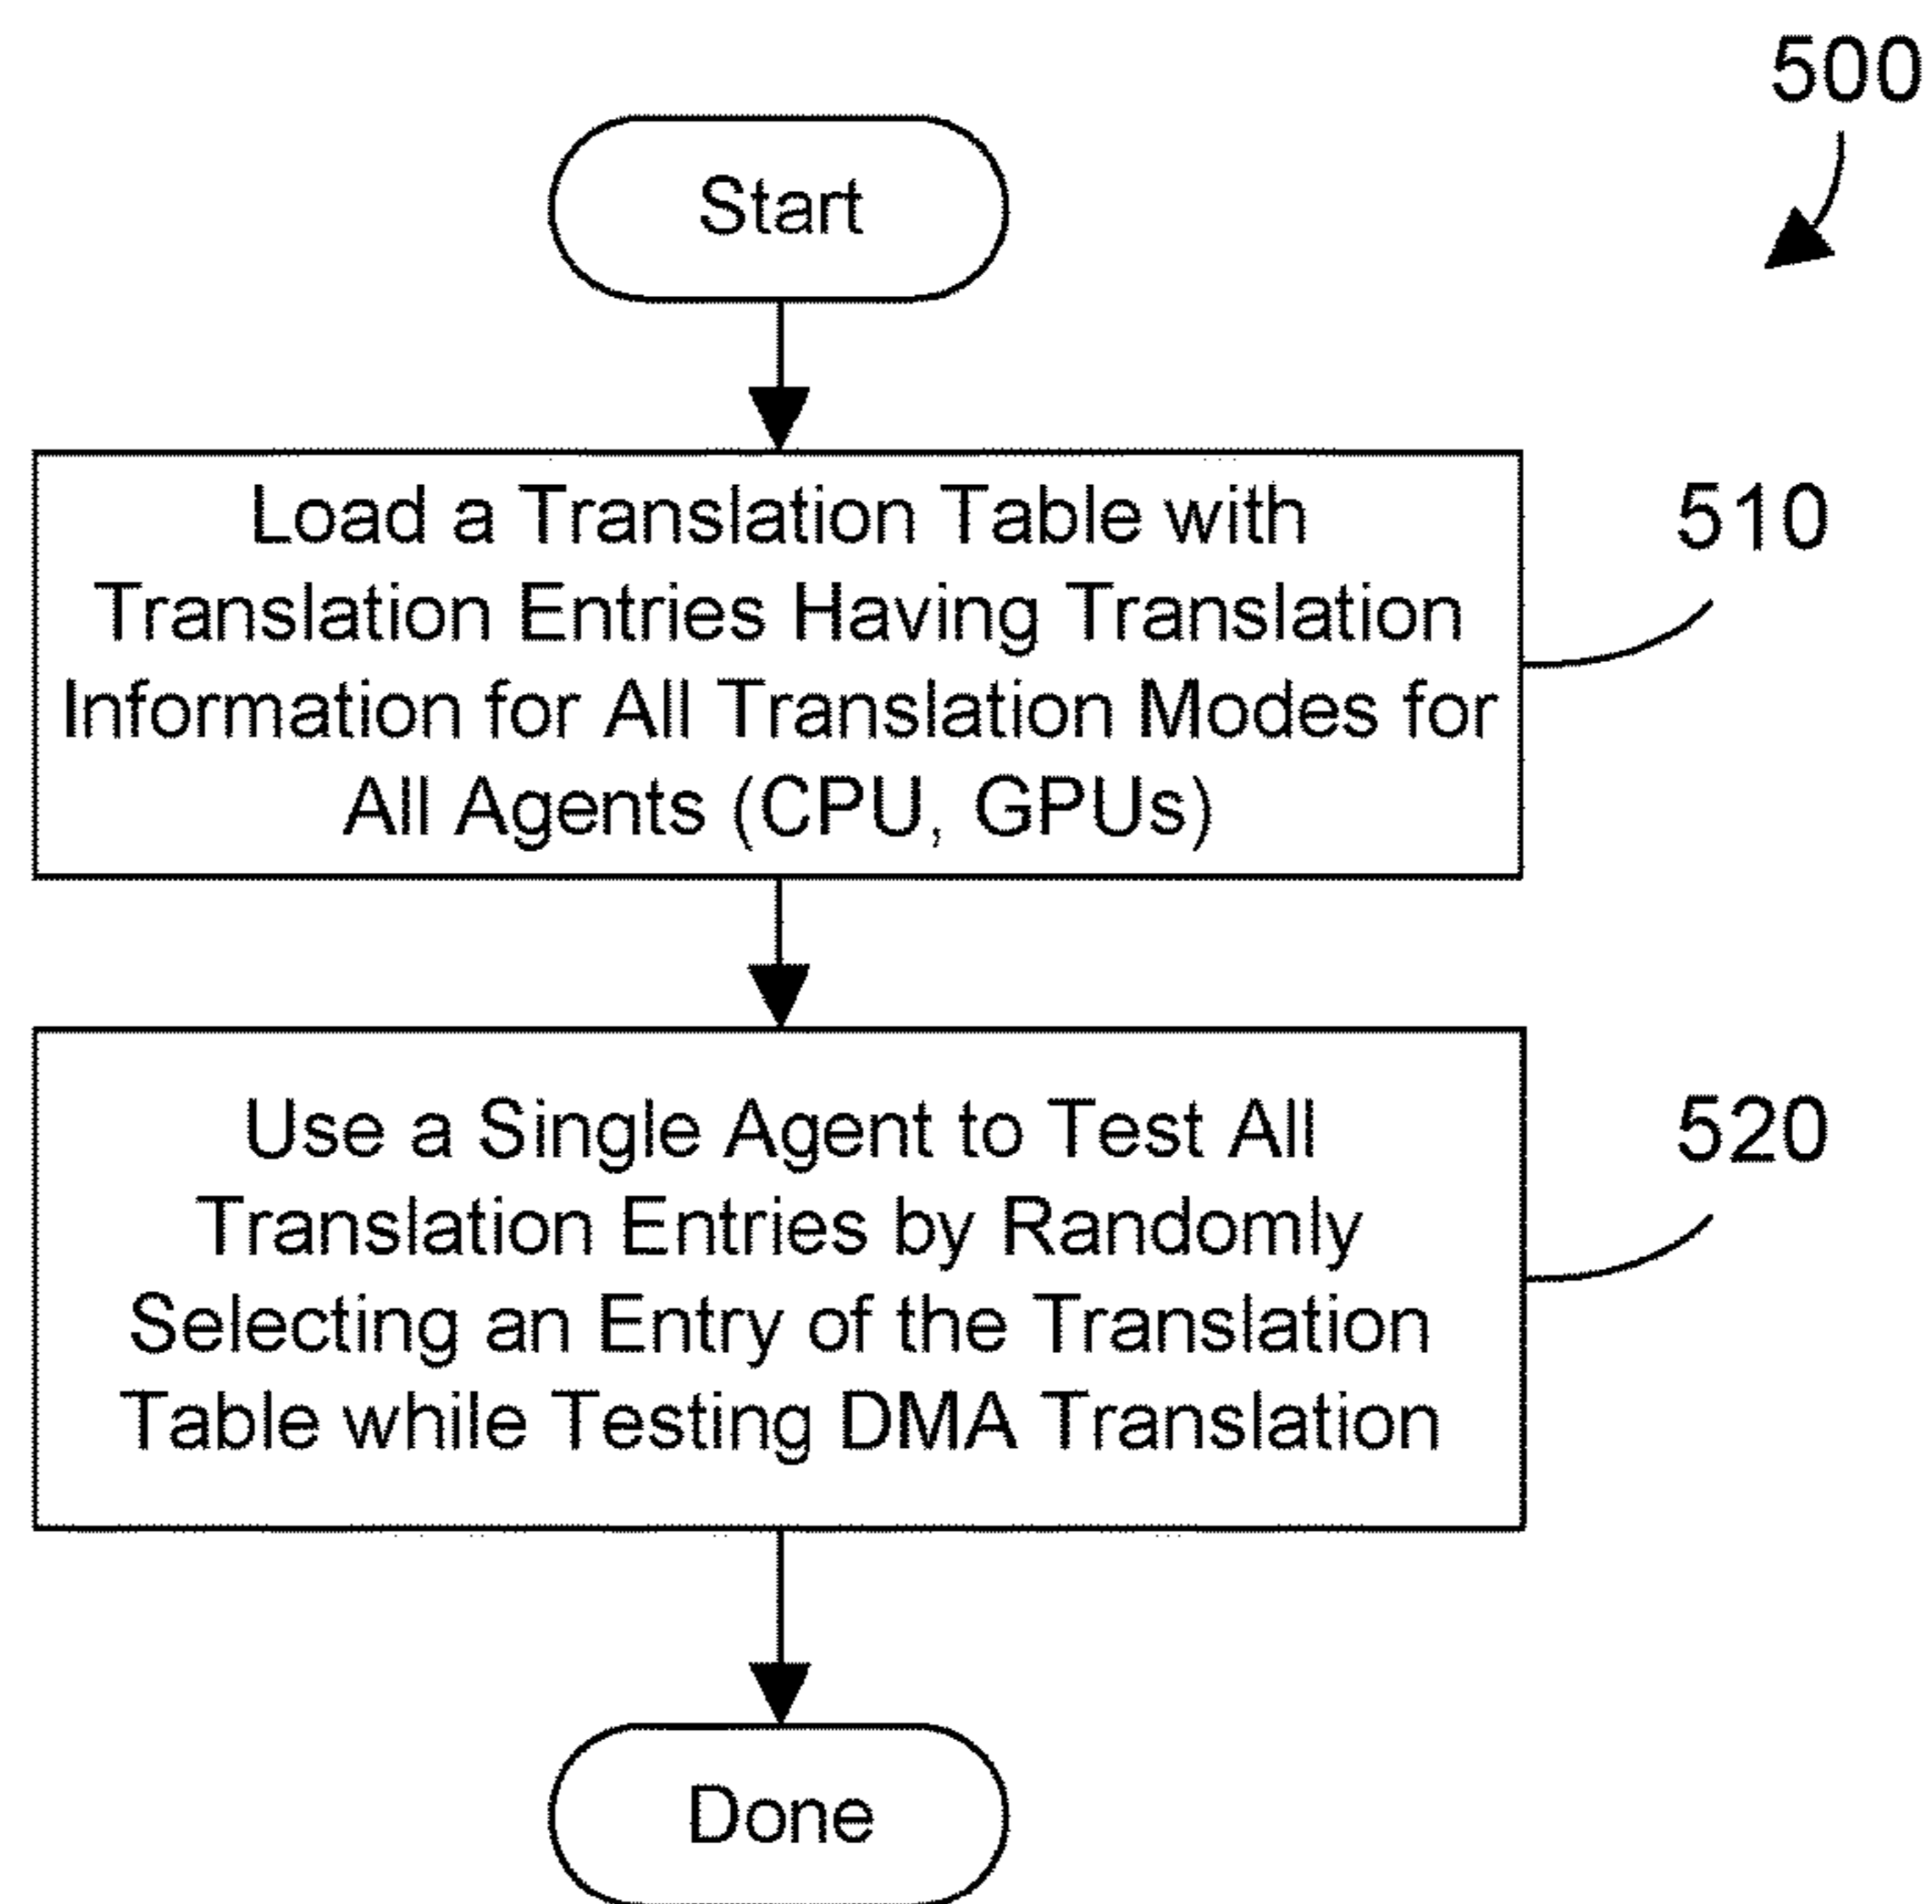 500
Start
Load a Translation Table with
Translation Entries Having Translation
Information for All Translation Modes for
All Agents (CPU, GPUs)
510
Use a Single Agent to Test All
Translation Entries by Randomly
Selecting an Entry of the Translation
Table while Testing DMA Translation
520
Done